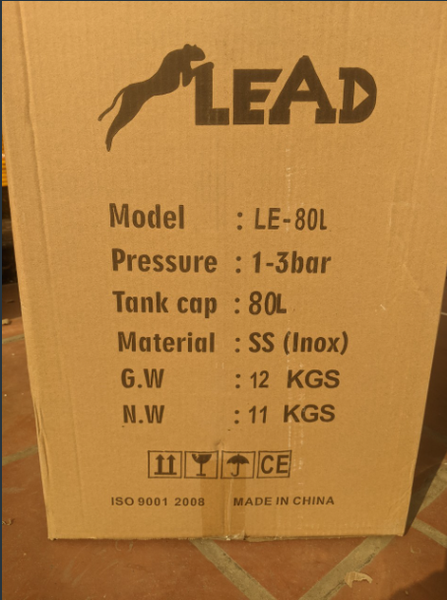 LEAD
Model : LE-80L
Pressure : 1-3bar
Tank cap : 80L
Material : SS (Inox)
G.W : 12 KGS
N.W : 11 KGS
CE
ISO 9001 2008 MADE IN CHINA